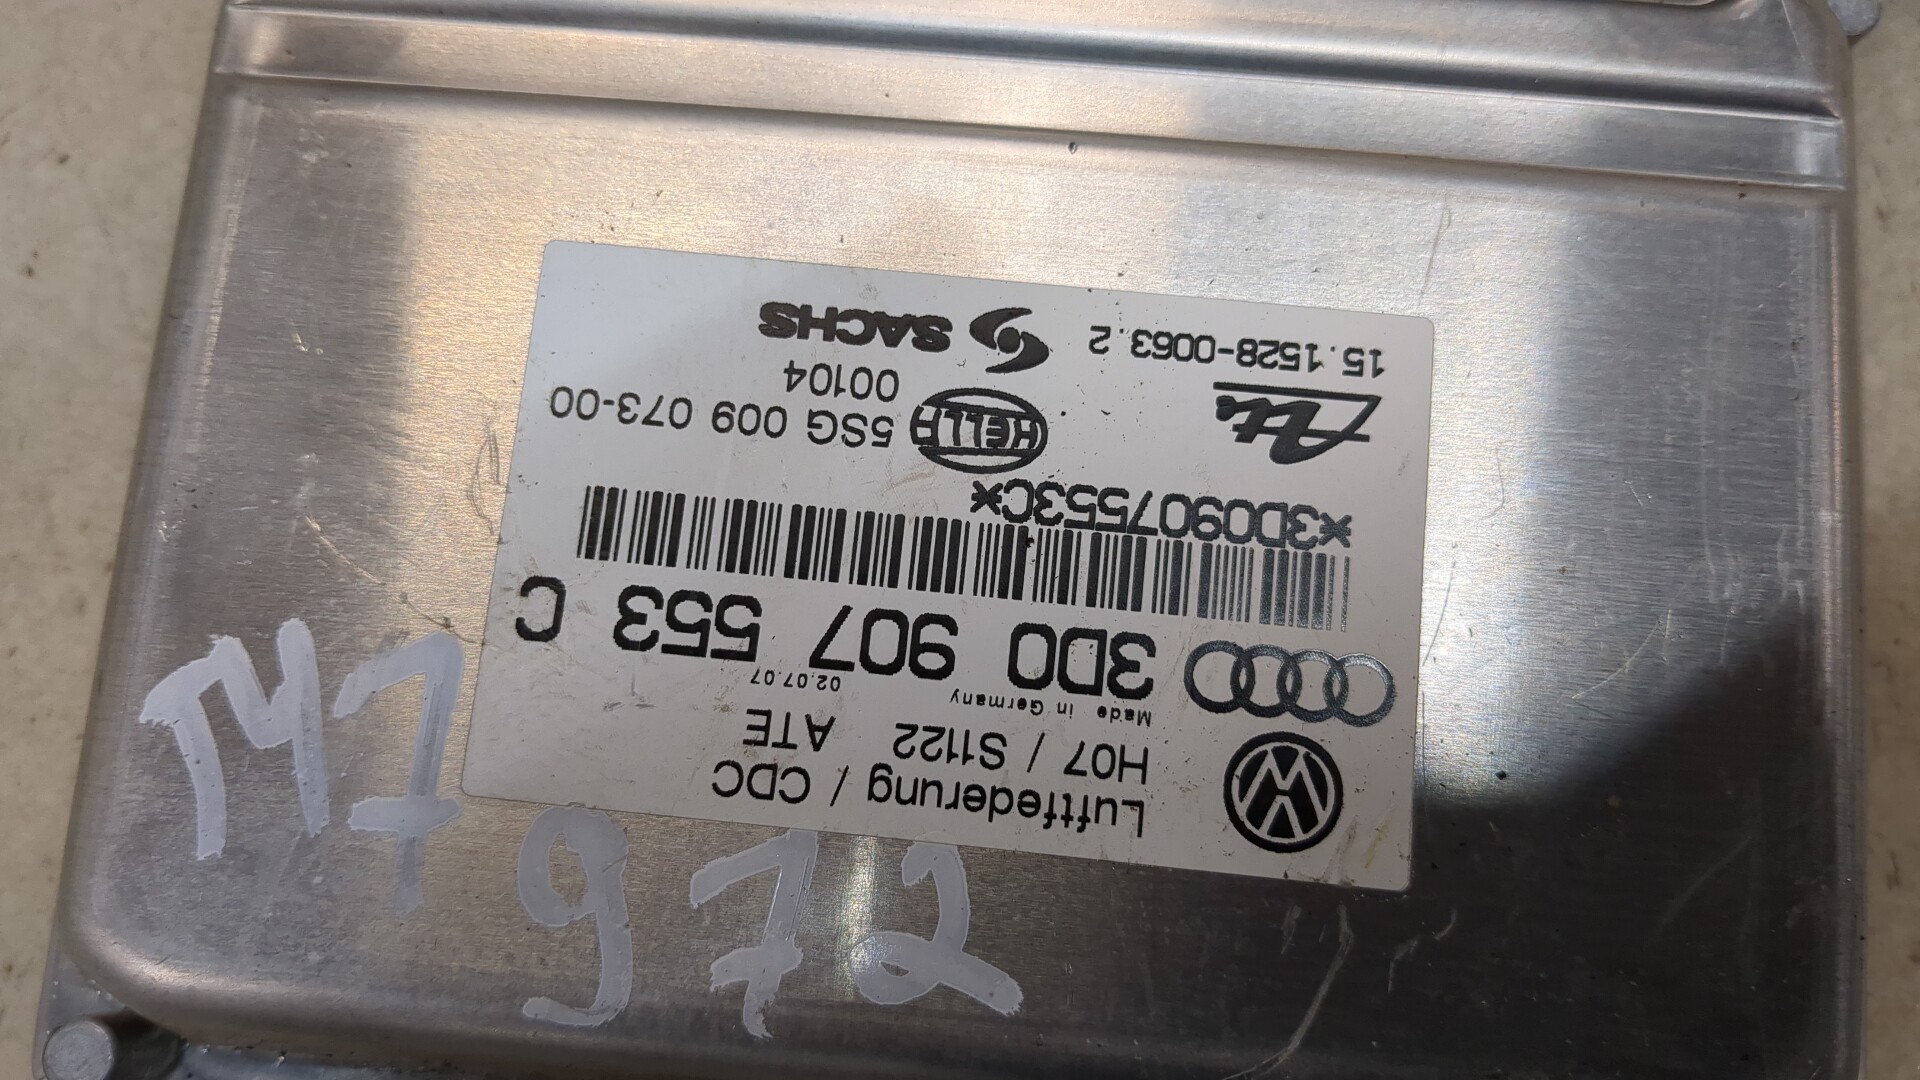 Luftfederung / CDC
H07 / S1122 ATE
Made in Germany 02.07.07
3D0 907 553 C
*3D0907553C*
Ate
HELLA
5SG 009 073-00
00104
15.1528-0063.2
SACHS
972